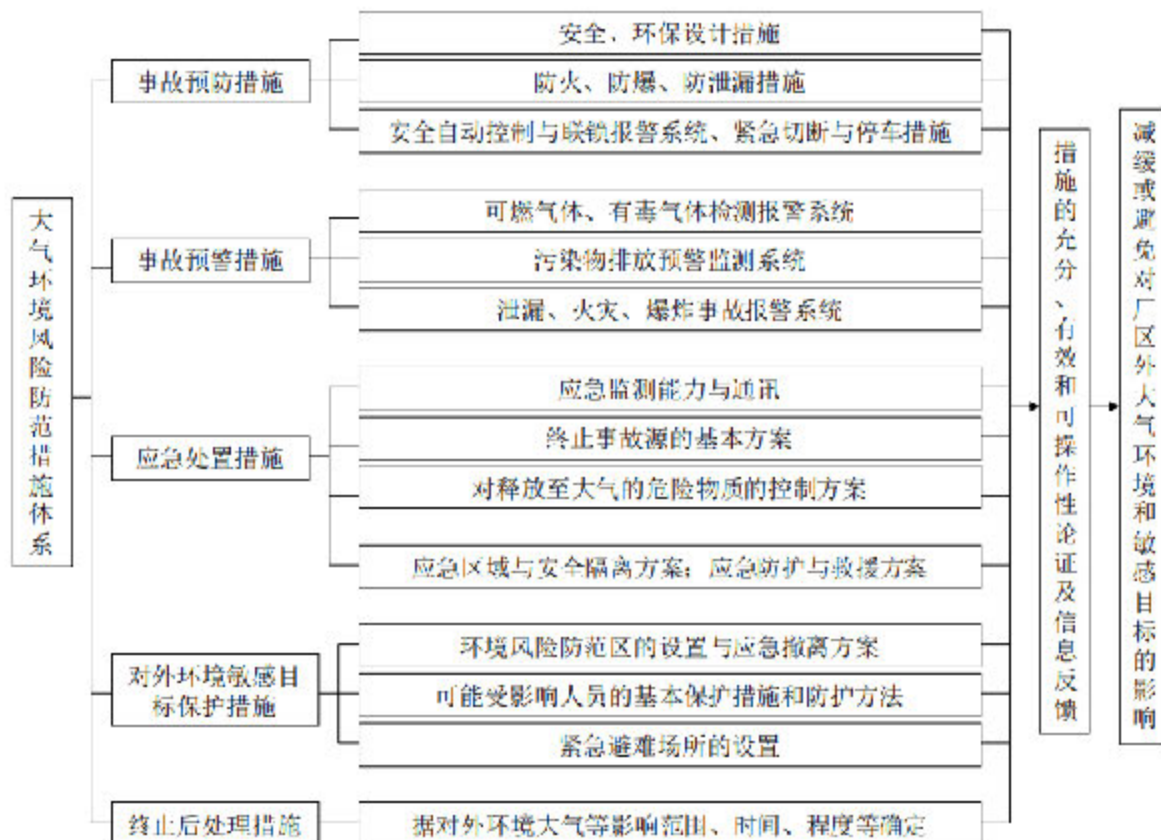 大气环境风险防范措施体系
事故预防措施
安全、环保设计措施
防火、防爆、防泄漏措施
安全自动控制与联锁报警系统、紧急切断与停车措施
事故预警措施
可燃气体、有毒气体检测报警系统
污染物排放预警监测系统
泄漏、火灾、爆炸事故报警系统
应急处置措施
应急监测能力与通讯
终止事故源的基本方案
对释放至大气的危险物质的控制方案
应急区域与安全隔离方案；应急防护与救援方案
对外环境敏感目
标保护措施
环境风险防范区的设置与应急撤离方案
可能受影响人员的基本保护措施和防护方法
紧急避难场所的设置
终止后处理措施
据对外环境大气等影响范围、时间、程度等确定
措施的允分、有效和可操作性论证及信息反馈
减缓或避免对厂区外大气环境和敏感目标的影响